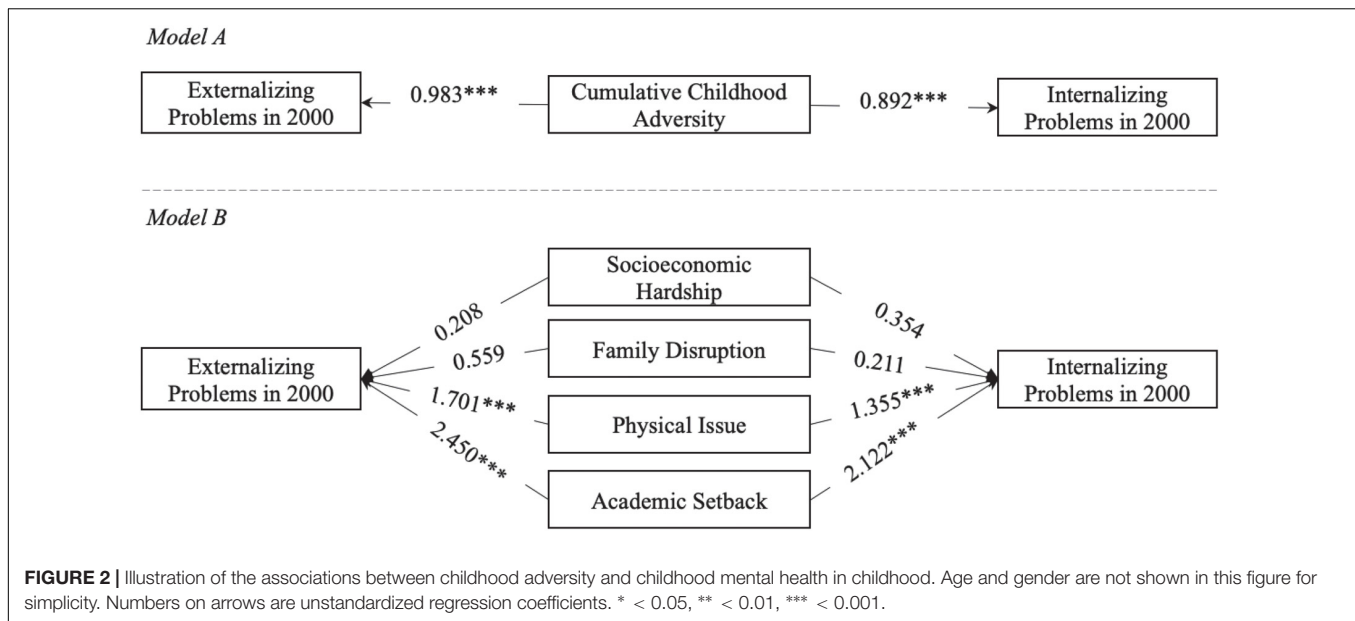 Model A
Externalizing
Problems in 2000
0.983***
Cumulative Childhood
Adversity
0.892***
Internalizing
Problems in 2000
Model B
Externalizing
Problems in 2000
0.208
0.559
1.701***
2.450***
Socioeconomic
Hardship
Family Disruption
Physical Issue
Academic Setback
0.354
0.211
1.355***
2.122***
Internalizing
Problems in 2000
FIGURE 2 | Illustration of the associations between childhood adversity and childhood mental health in childhood. Age and gender are not shown in this figure for
simplicity. Numbers on arrows are unstandardized regression coefficients. * < 0.05, ** < 0.01, *** < 0.001.